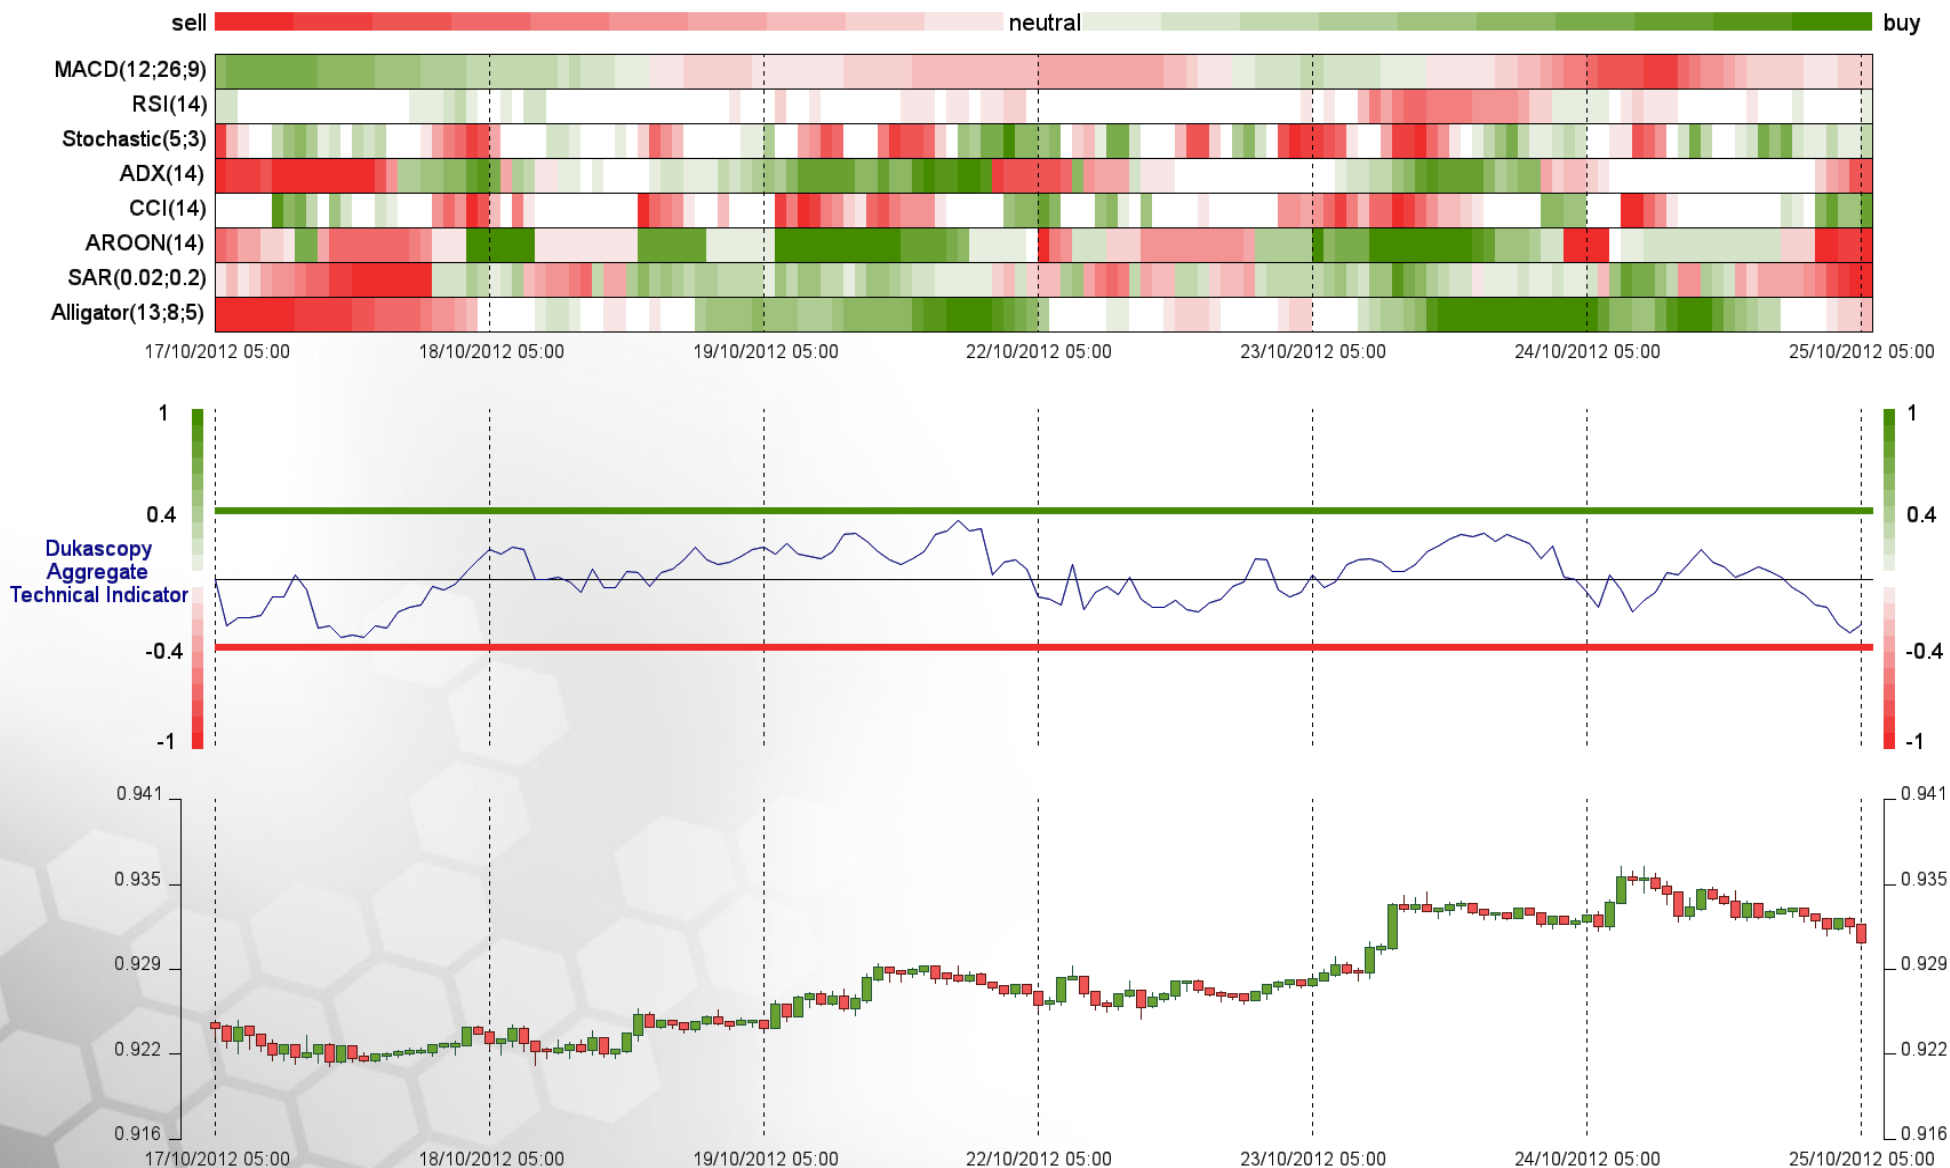 sell neutral buy
MACD(12;26;9)
RSI(14)
Stochastic(5;3)
ADX(14)
CCI(14)
AROON(14)
SAR(0.02;0.2)
Alligator(13;8;5)
17/10/2012 05:00 18/10/2012 05:00 19/10/2012 05:00 22/10/2012 05:00 23/10/2012 05:00 24/10/2012 05:00 25/10/2012 05:00
1 1
0.4 0.4
Dukascopy
Aggregate
Technical Indicator
-0.4 -0.4
-1 -1
0.941 0.941
0.935 0.935
0.929 0.929
0.922 0.922
0.916 0.916
17/10/2012 05:00 18/10/2012 05:00 19/10/2012 05:00 22/10/2012 05:00 23/10/2012 05:00 24/10/2012 05:00 25/10/2012 05:00